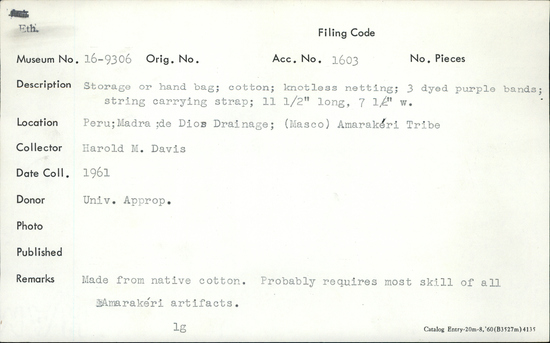 Eth.
Filing Code
Museum No. 16-9306 Orig. No. Acc. No. 1603 No. Pieces
Description Storage or hand bag; cotton; knotless netting; 3 dyed purple bands;
string carrying strap; 11 1/2" long, 7 1/2" w.
Location Peru;Madra de Dios Drainage; (Masco) Amarakéri Tribe
Collector Harold M. Davis
Date Coll. 1961
Donor Univ. Approp.
Photo
Published
Remarks Made from native cotton. Probably requires most skill of all
Amarakéri artifacts.
lg
Catalog Entry-20m-8,'60(B3527m)4135